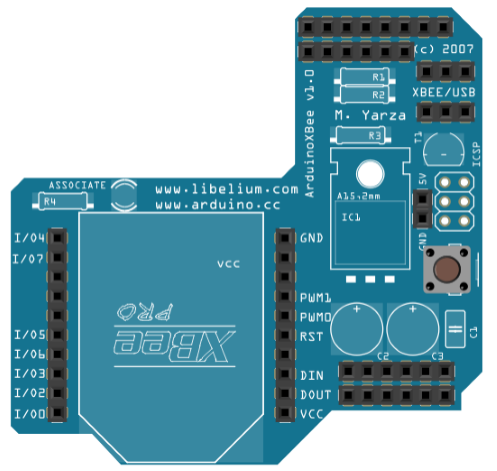 (c) 2007
R1
R2
XBEE/USB
M. Yarza
ArduinoXBee v1.0
R3
T1
ICSP
ASSOCIATE
R4
www.libelium.com
www.arduino.cc
A15,2mm
5V
IC1
GND
I/04
GND
I/07
vcc
PWM1
PWM0
XBee
PRO
I/05
RST
C1
I/06
C2
C3
I/03
DIN
I/02
DOUT
I/00
VCC